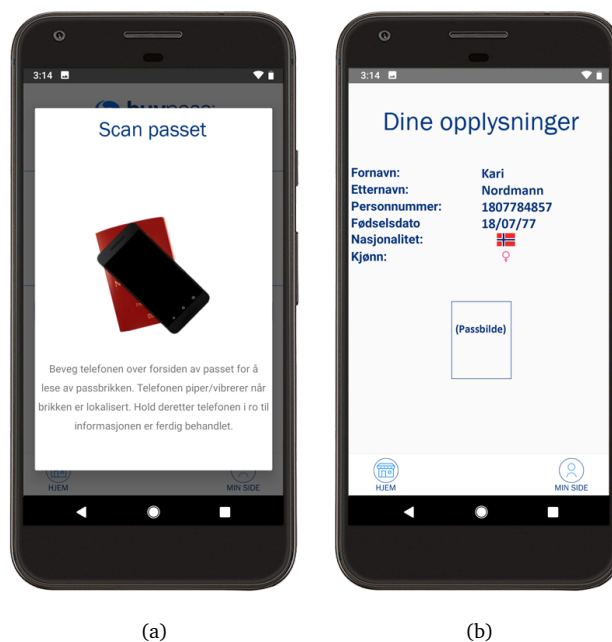 3:14
buypass
Scan passet
Beveg telefonen over forsiden av passet for å
lese av passbrikken. Telefonen piper/vibrerer når
brikken er lokalisert. Hold deretter telefonen i ro til
informasjonen er ferdig behandlet.
HJEM
MIN SIDE
(a)
3:14
Dine opplysninger
Fornavn: Kari
Etternavn: Nordmann
Personnummer: 1807784857
Fødselsdato 18/07/77
Nasjonalitet:
Kjønn: ♀
(Passbilde)
HJEM
MIN SIDE
(b)